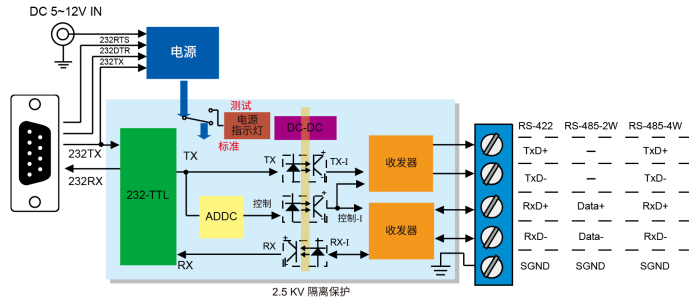 DC 5~12V IN
232RTS
232DTR
232TX
电源
测试
电源
指示灯
DC-DC
标准
232TX
232RX
232-TTL
TX
TX
TX-I
收发器
ADDC
控制
控制-I
收发器
RX
RX-I
RX
2.5 KV 隔离保护
RS-422 RS-485-2W RS-485-4W
TxD+ — TxD+
TxD- — TxD-
RxD+ Data+ RxD+
RxD- Data- RxD-
SGND SGND SGND